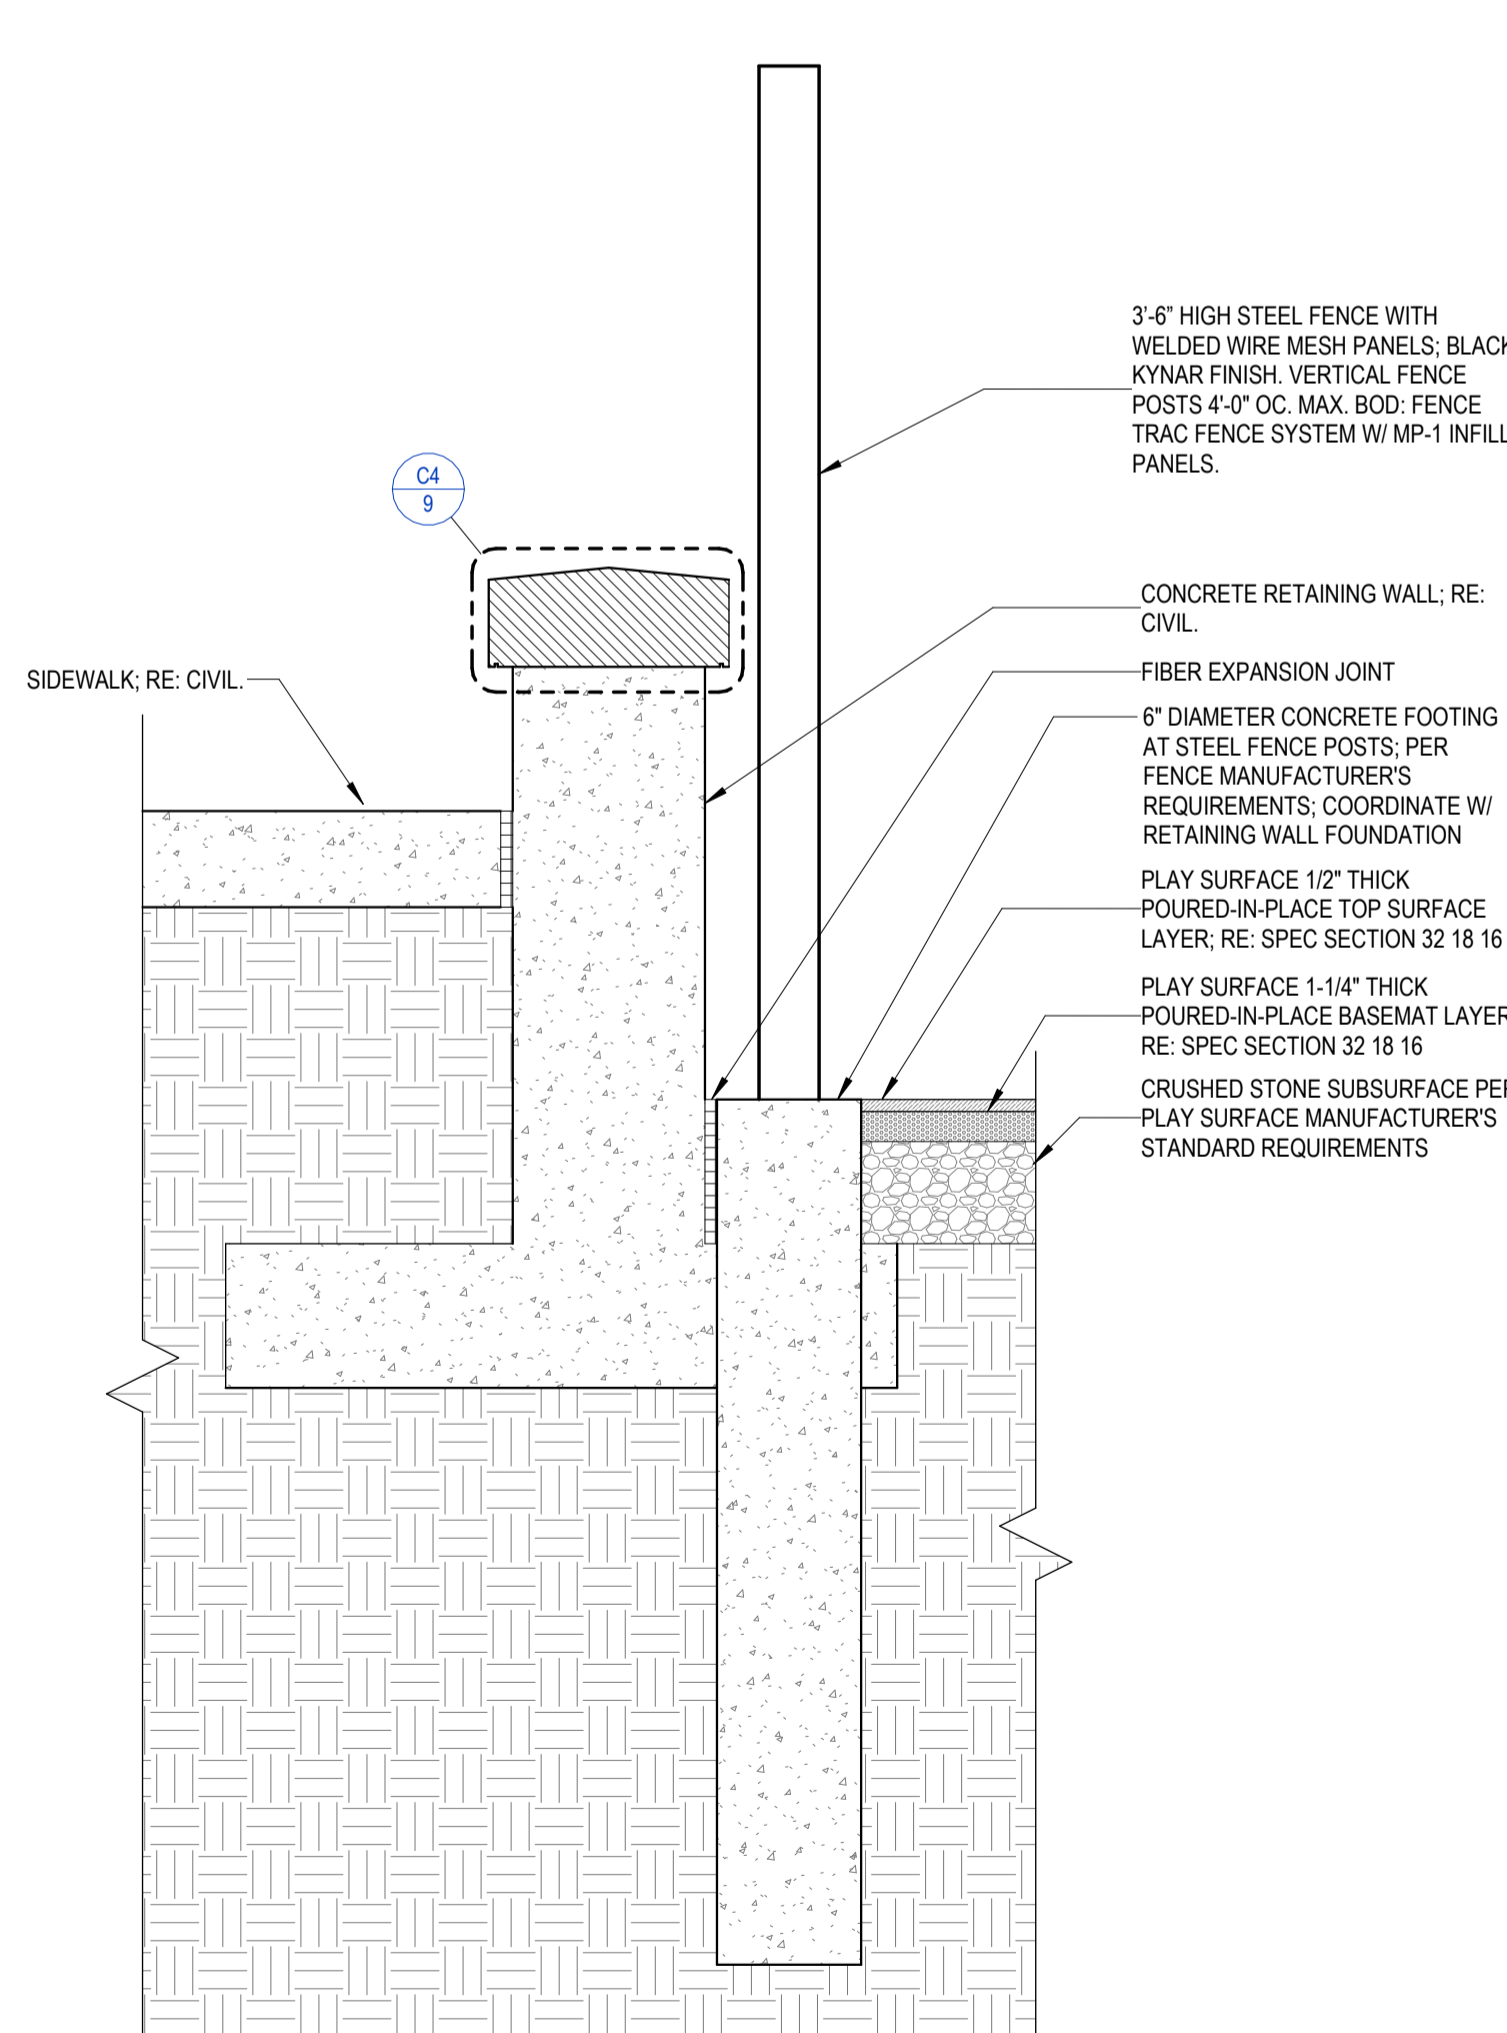 3'-6” HIGH STEEL FENCE WITH
WELDED WIRE MESH PANELS; BLACK
KYNAR FINISH. VERTICAL FENCE
POSTS 4'-0" OC. MAX. BOD: FENCE
TRAC FENCE SYSTEM W/ MP-1 INFILL
PANELS.
C4
9
CONCRETE RETAINING WALL; RE:
CIVIL.
SIDEWALK; RE: CIVIL.
FIBER EXPANSION JOINT
6" DIAMETER CONCRETE FOOTING
AT STEEL FENCE POSTS; PER
FENCE MANUFACTURER'S
REQUIREMENTS; COORDINATE W/
RETAINING WALL FOUNDATION
PLAY SURFACE 1/2" THICK
POURED-IN-PLACE TOP SURFACE
LAYER; RE: SPEC SECTION 32 18 16
PLAY SURFACE 1-1/4" THICK
POURED-IN-PLACE BASEMAT LAYER
RE: SPEC SECTION 32 18 16
CRUSHED STONE SUBSURFACE PER
PLAY SURFACE MANUFACTURER'S
STANDARD REQUIREMENTS